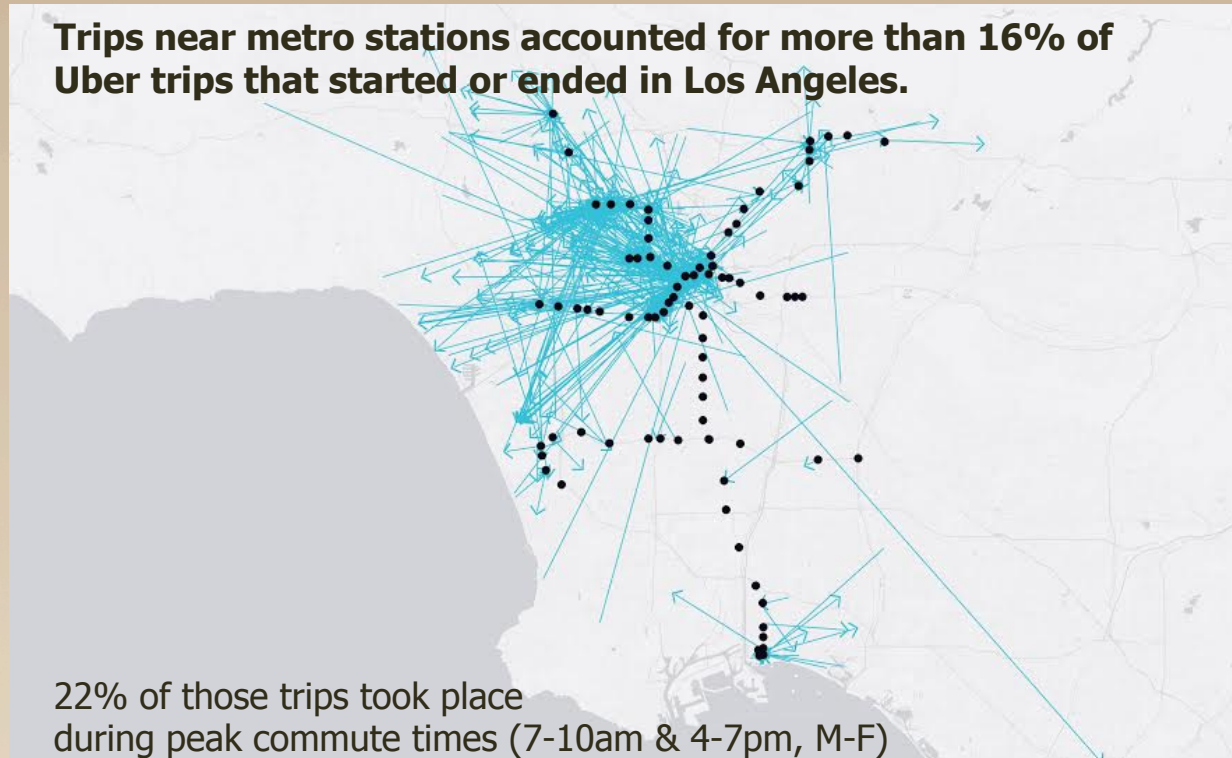 Trips near metro stations accounted for more than 16% of
Uber trips that started or ended in Los Angeles.
22% of those trips took place
during peak commute times (7-10am & 4-7pm, M-F)